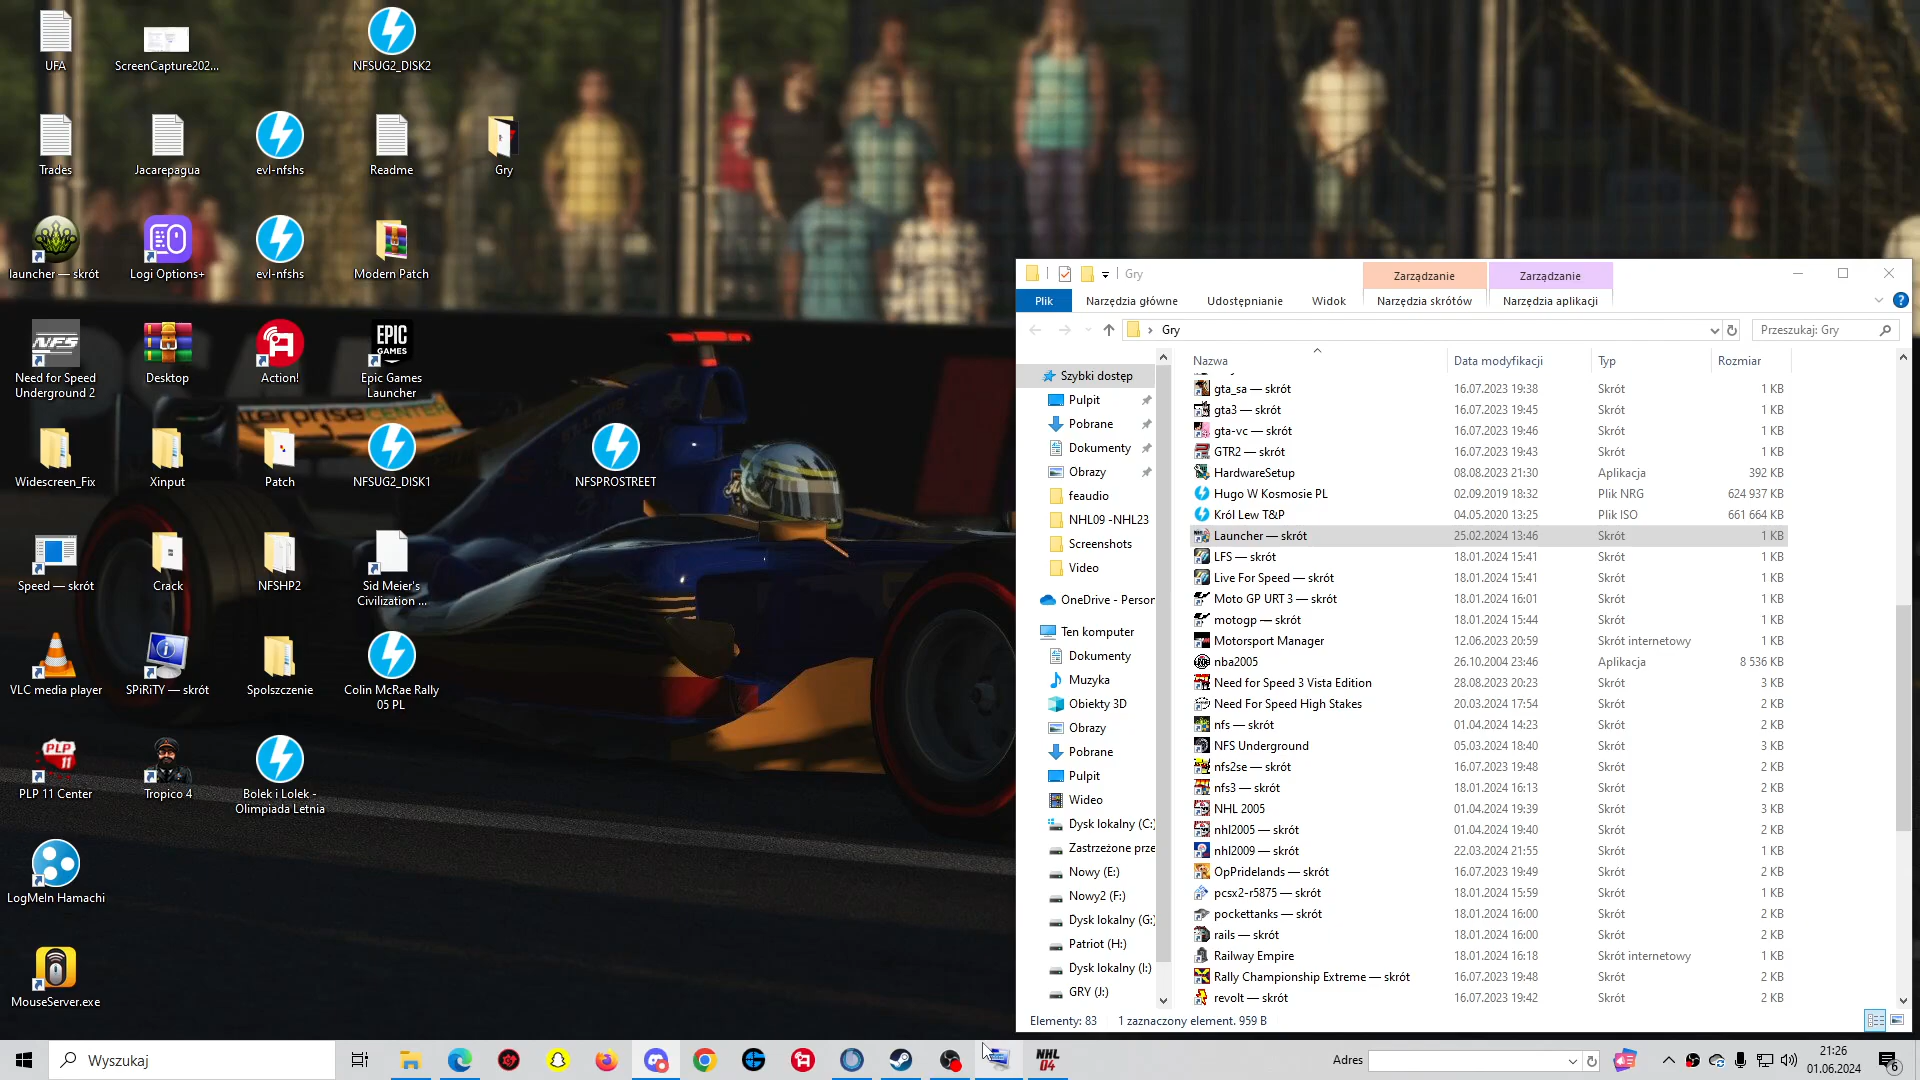 UFA
ScreenCapture202...
NFSUG2_DISK2
Trades
Jacarepagua
evl-nfshs
Readme
Gry
launcher — skrót
Logi Options+
evl-nfshs
Modern Patch
NFS
EPIC
GAMES
Need for Speed
Underground 2
Desktop
Action!
Epic Games
Launcher
terpriseCENTER
Widescreen_Fix
Xinput
Patch
NFSUG2_DISK1
NFSPROSTREET
Speed — skrót
Crack
NFSHP2
Sid Meier's
Civilization ...
VLC media player
SPiRiTY — skrót
Spolszczenie
Colin McRae Rally
05 PL
PLP
11
PLP 11 Center
Tropico 4
Bolek i Lolek -
Olimpiada Letnia
LogMeIn Hamachi
MouseServer.exe
Gry
Zarządzanie
Zarządzanie
Plik
Narzędzia główne
Udostępnianie
Widok
Narzędzia skrótów
Narzędzia aplikacji
Gry
Przeszukaj: Gry
Szybki dostęp
Pulpit
Pobrane
Dokumenty
Obrazy
feaudio
NHL09 -NHL23
Screenshots
Video
OneDrive - Person
Ten komputer
Dokumenty
Muzyka
Obiekty 3D
Obrazy
Pobrane
Pulpit
Wideo
Dysk lokalny (C:)
Zastrzeżone prze
Nowy (E:)
Nowy2 (F:)
Dysk lokalny (G:)
Patriot (H:)
Dysk lokalny (I:)
GRY (J:)
Nazwa Data modyfikacji Typ Rozmiar
gta_sa — skrót 16.07.2023 19:38 Skrót 1 KB
gta3 — skrót 16.07.2023 19:45 Skrót 1 KB
gta-vc — skrót 16.07.2023 19:46 Skrót 1 KB
GTR2 — skrót 16.07.2023 19:43 Skrót 1 KB
HardwareSetup 08.08.2023 21:30 Aplikacja 392 KB
Hugo W Kosmosie PL 02.09.2019 18:32 Plik NRG 624 937 KB
Król Lew T&P 04.05.2020 13:25 Plik ISO 661 664 KB
Launcher — skrót 25.02.2024 13:46 Skrót 1 KB
LFS — skrót 18.01.2024 15:41 Skrót 1 KB
Live For Speed — skrót 18.01.2024 15:41 Skrót 1 KB
Moto GP URT 3 — skrót 18.01.2024 16:01 Skrót 1 KB
motogp — skrót 18.01.2024 15:44 Skrót 1 KB
Motorsport Manager 12.06.2023 20:59 Skrót internetowy 1 KB
nba2005 26.10.2004 23:46 Aplikacja 8 536 KB
Need for Speed 3 Vista Edition 28.08.2023 20:23 Skrót 3 KB
Need For Speed High Stakes 20.03.2024 17:54 Skrót 2 KB
nfs — skrót 01.04.2024 14:23 Skrót 2 KB
NFS Underground 05.03.2024 18:40 Skrót 3 KB
nfs2se — skrót 16.07.2023 19:48 Skrót 2 KB
nfs3 — skrót 18.01.2024 16:13 Skrót 2 KB
NHL 2005 01.04.2024 19:39 Skrót 3 KB
nhl2005 — skrót 01.04.2024 19:40 Skrót 2 KB
nhl2009 — skrót 22.03.2024 21:55 Skrót 2 KB
OpPridelands — skrót 16.07.2023 19:49 Skrót 2 KB
pcsx2-r5875 — skrót 18.01.2024 15:59 Skrót 1 KB
pockettanks — skrót 18.01.2024 16:00 Skrót 2 KB
rails — skrót 18.01.2024 16:00 Skrót 2 KB
Railway Empire 18.01.2024 16:18 Skrót internetowy 1 KB
Rally Championship Extreme — skrót 16.07.2023 19:48 Skrót 2 KB
revolt — skrót 16.07.2023 19:42 Skrót 2 KB
Elementy: 83 1 zaznaczony element. 959 B
Wyszukaj
NHL
04
Adres
21:26
01.06.2024
6